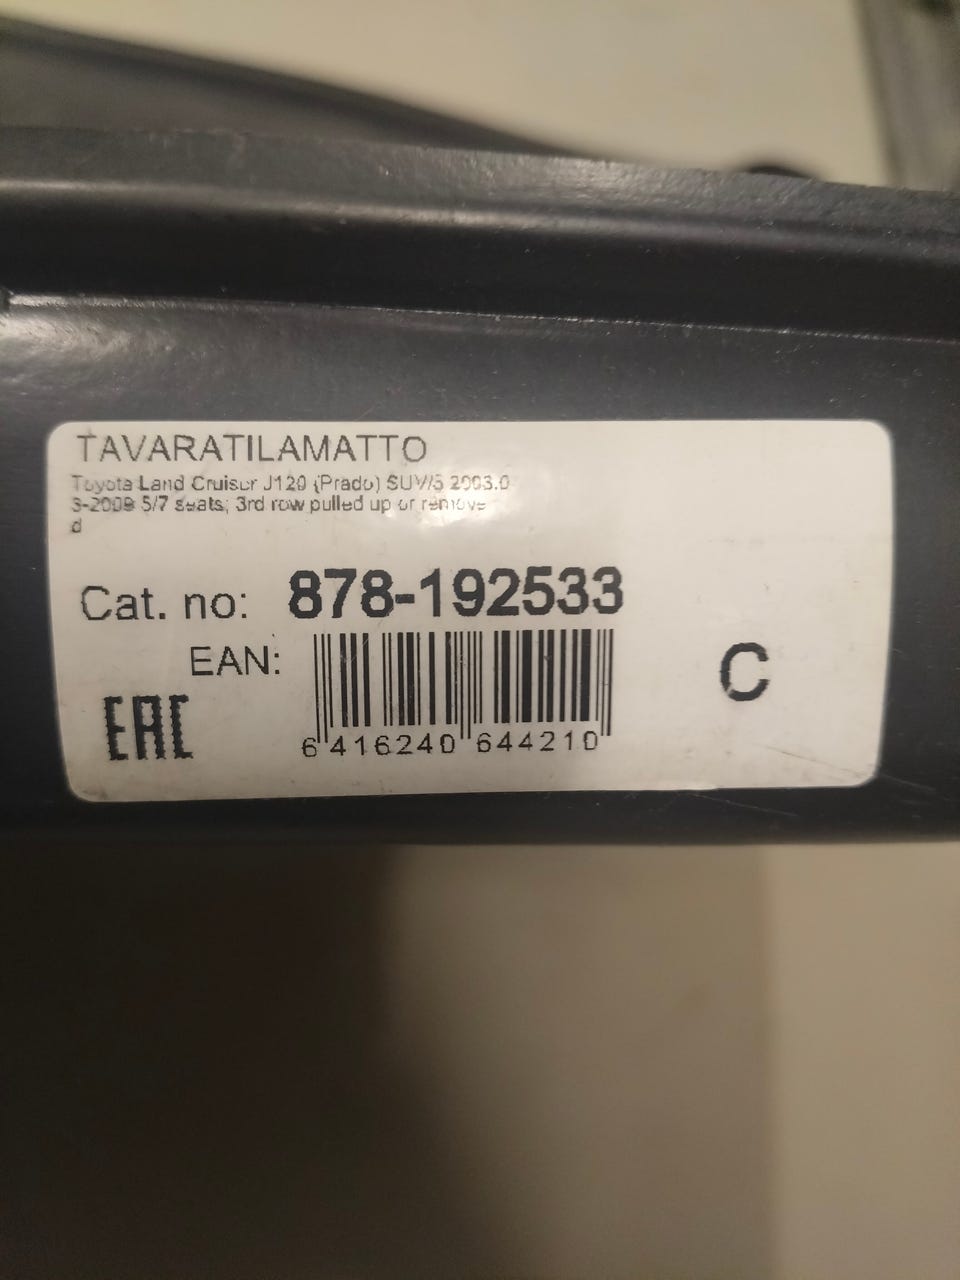 TAVARATILAMATTO
Toyota Land Cruiser J120 (Prado) SUV/5 2003.0
3-2009 5/7 seats; 3rd row pulled up or remove
d
Cat. no: 878-192533
EAN:
C
EAC
6 416240 644210